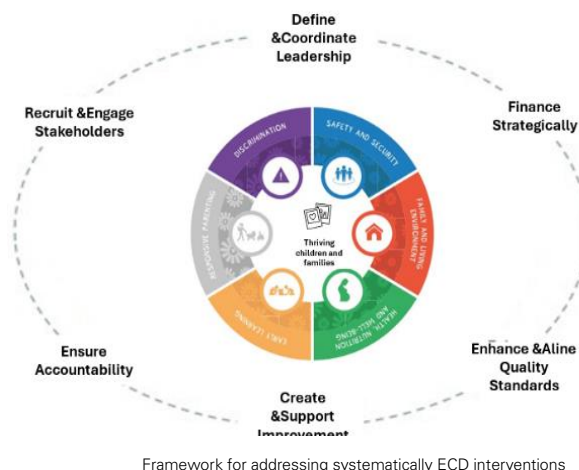 Define
&Coordinate
Leadership
Recruit &Engage
Stakeholders
Finance
Strategically
DISCRIMINATION
SAFETY AND SECURITY
RESPONSIVE PARENTING
FAMILY AND LIVING
ENVIRONMENT
Thriving
children and
families
EARLY LEARNING
HEALTH, NUTRITION
AND WELL-BEING
Ensure
Accountability
Enhance &Aline
Quality
Standards
Create
&Support
Improvement
Framework for addressing systematically ECD interventions